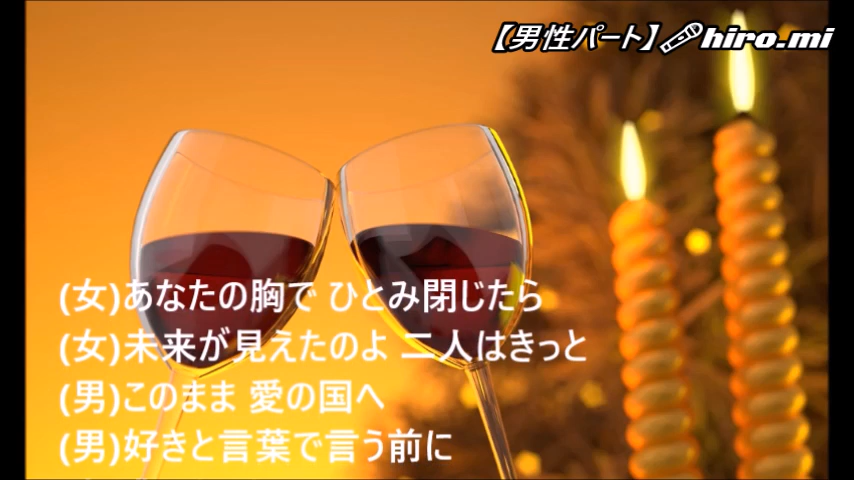 【男性パート】🎤hiro.mi
(女)あなたの胸で ひとみ閉じたら
(女)未来が見えたのよ 二人はきっと
(男)このまま 愛の国へ
(男)好きと言葉で言う前に